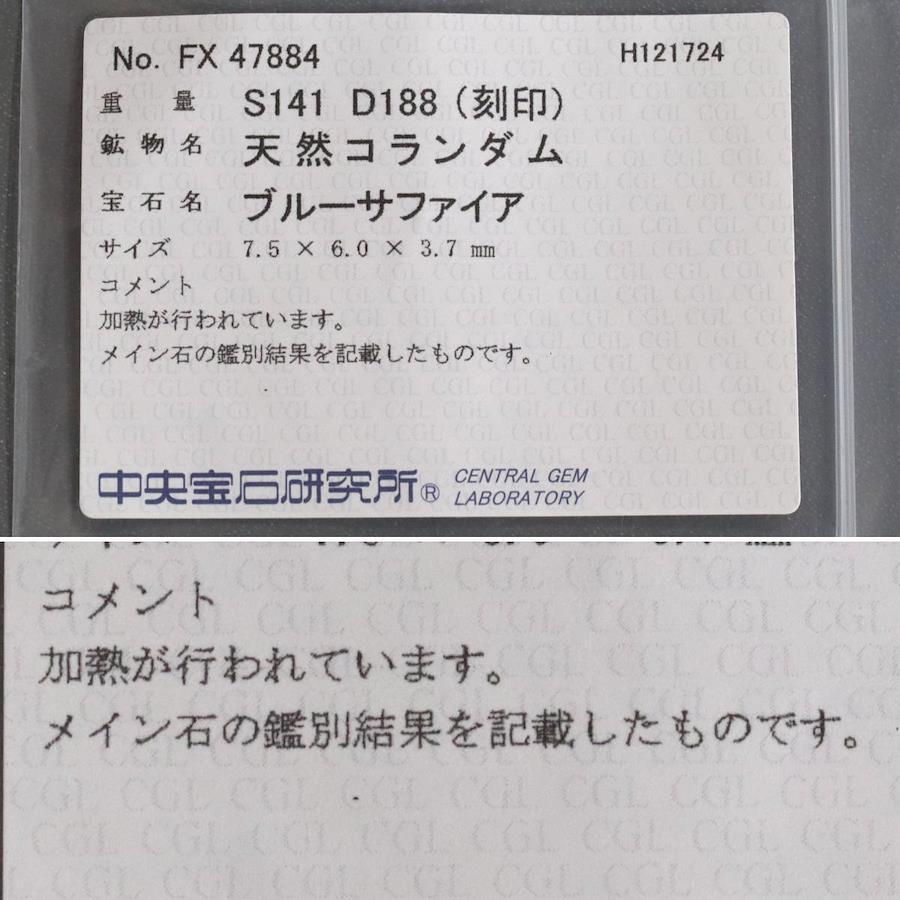 No. FX 47884 H121724
重量 S141 D188（刻印）
鉱物名 天然コランダム
宝石名 ブルーサファイア
サイズ 7.5 × 6.0 × 3.7 mm
コメント
加熱が行われています。
メイン石の鑑別結果を記載したものです。
中央宝石研究所® CENTRAL GEM
LABORATORY
コメント
加熱が行われています。
メイン石の鑑別結果を記載したものです。